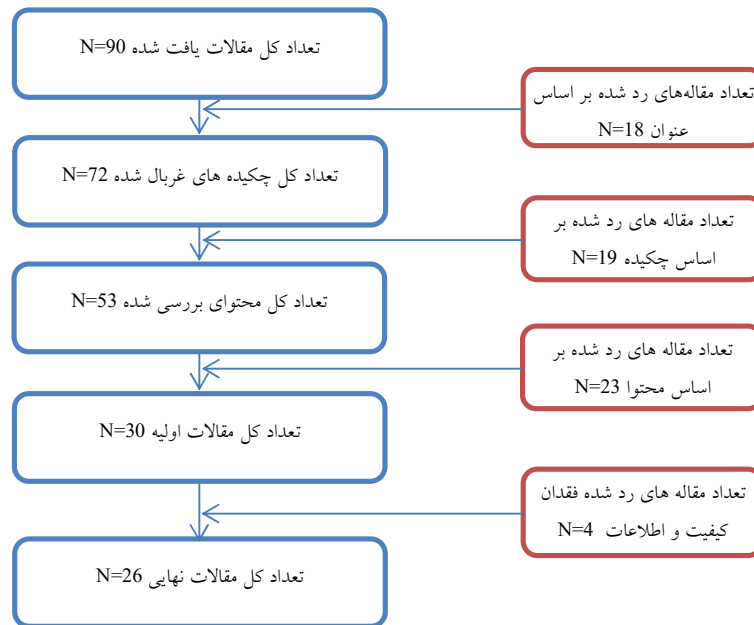 تعداد کل مقالات یافت شده N=90
تعداد مقاله‌های رد شده بر اساس
عنوان N=18
تعداد کل چکیده های غربال شده N=72
تعداد مقاله های رد شده بر
اساس چکیده N=19
تعداد کل محتوای بررسی شده N=53
تعداد مقاله های رد شده بر
اساس محتوا N=23
تعداد کل مقالات اولیه N=30
تعداد مقاله های رد شده فقدان
کیفیت و اطلاعات N=4
تعداد کل مقالات نهایی N=26